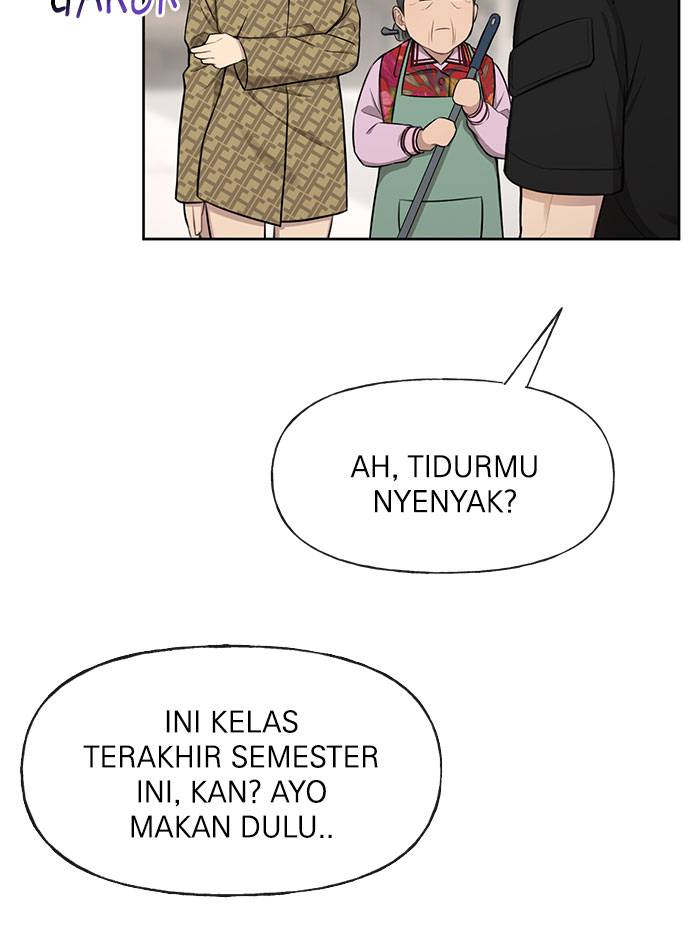 AH, TIDURMU
NYENYAK?
INI KELAS
TERAKHIR SEMESTER
INI, KAN? AYO
MAKAN DULU..